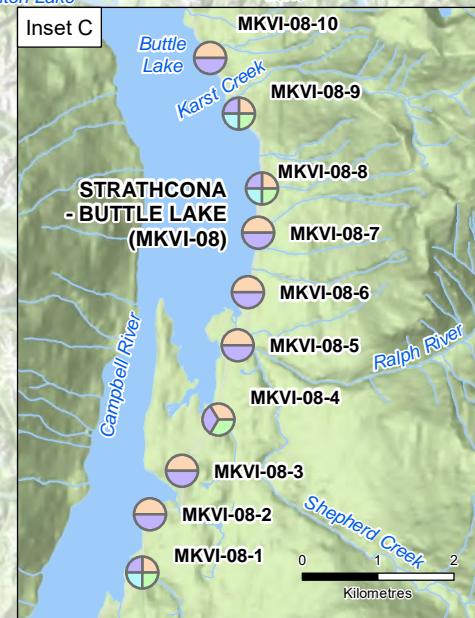 nton Lake
Inset C
MKVI-08-10
Buttle
Lake
Karst Creek
MKVI-08-9
MKVI-08-8
STRATHCONA
- BUTTLE LAKE
(MKVI-08)
MKVI-08-7
MKVI-08-6
MKVI-08-5
Ralph River
Campbell River
MKVI-08-4
MKVI-08-3
MKVI-08-2
Shepherd Creek
MKVI-08-1
0 1 2
Kilometres